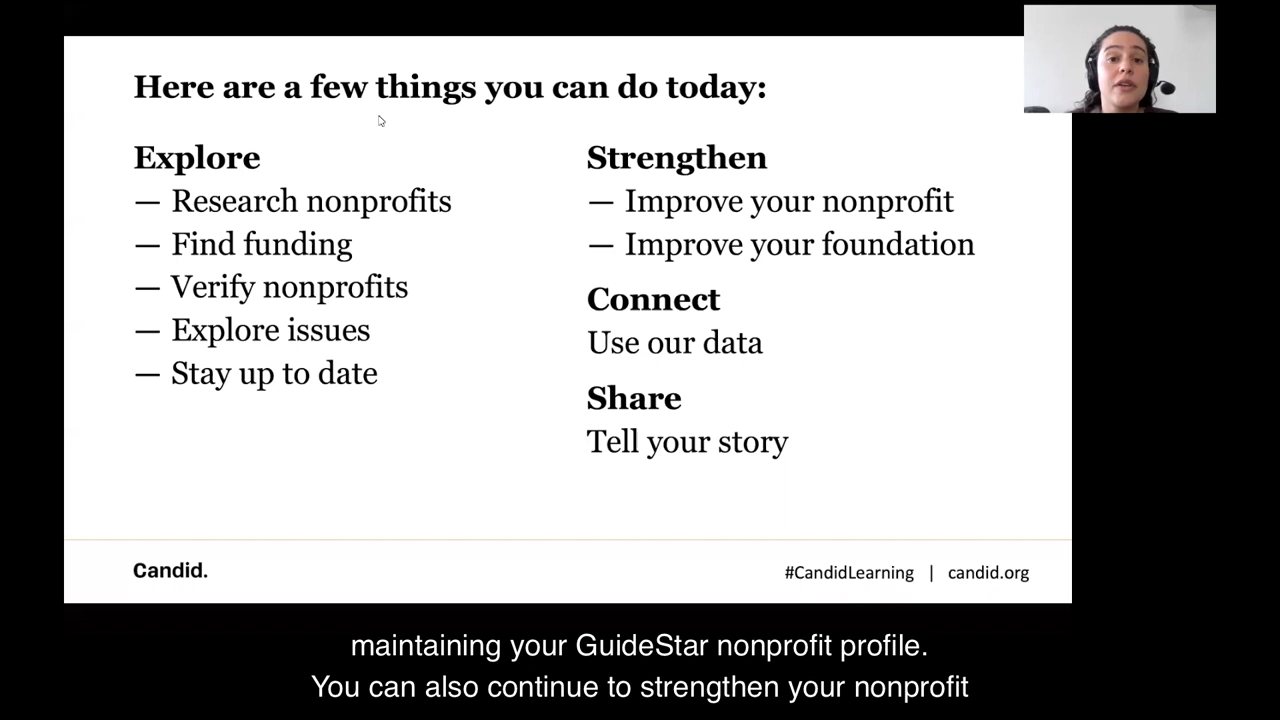 Here are a few things you can do today:
Explore
— Research nonprofits
— Find funding
— Verify nonprofits
— Explore issues
— Stay up to date
Strengthen
— Improve your nonprofit
— Improve your foundation
Connect
Use our data
Share
Tell your story
Candid.
#CandidLearning | candid.org
maintaining your GuideStar nonprofit profile.
You can also continue to strengthen your nonprofit